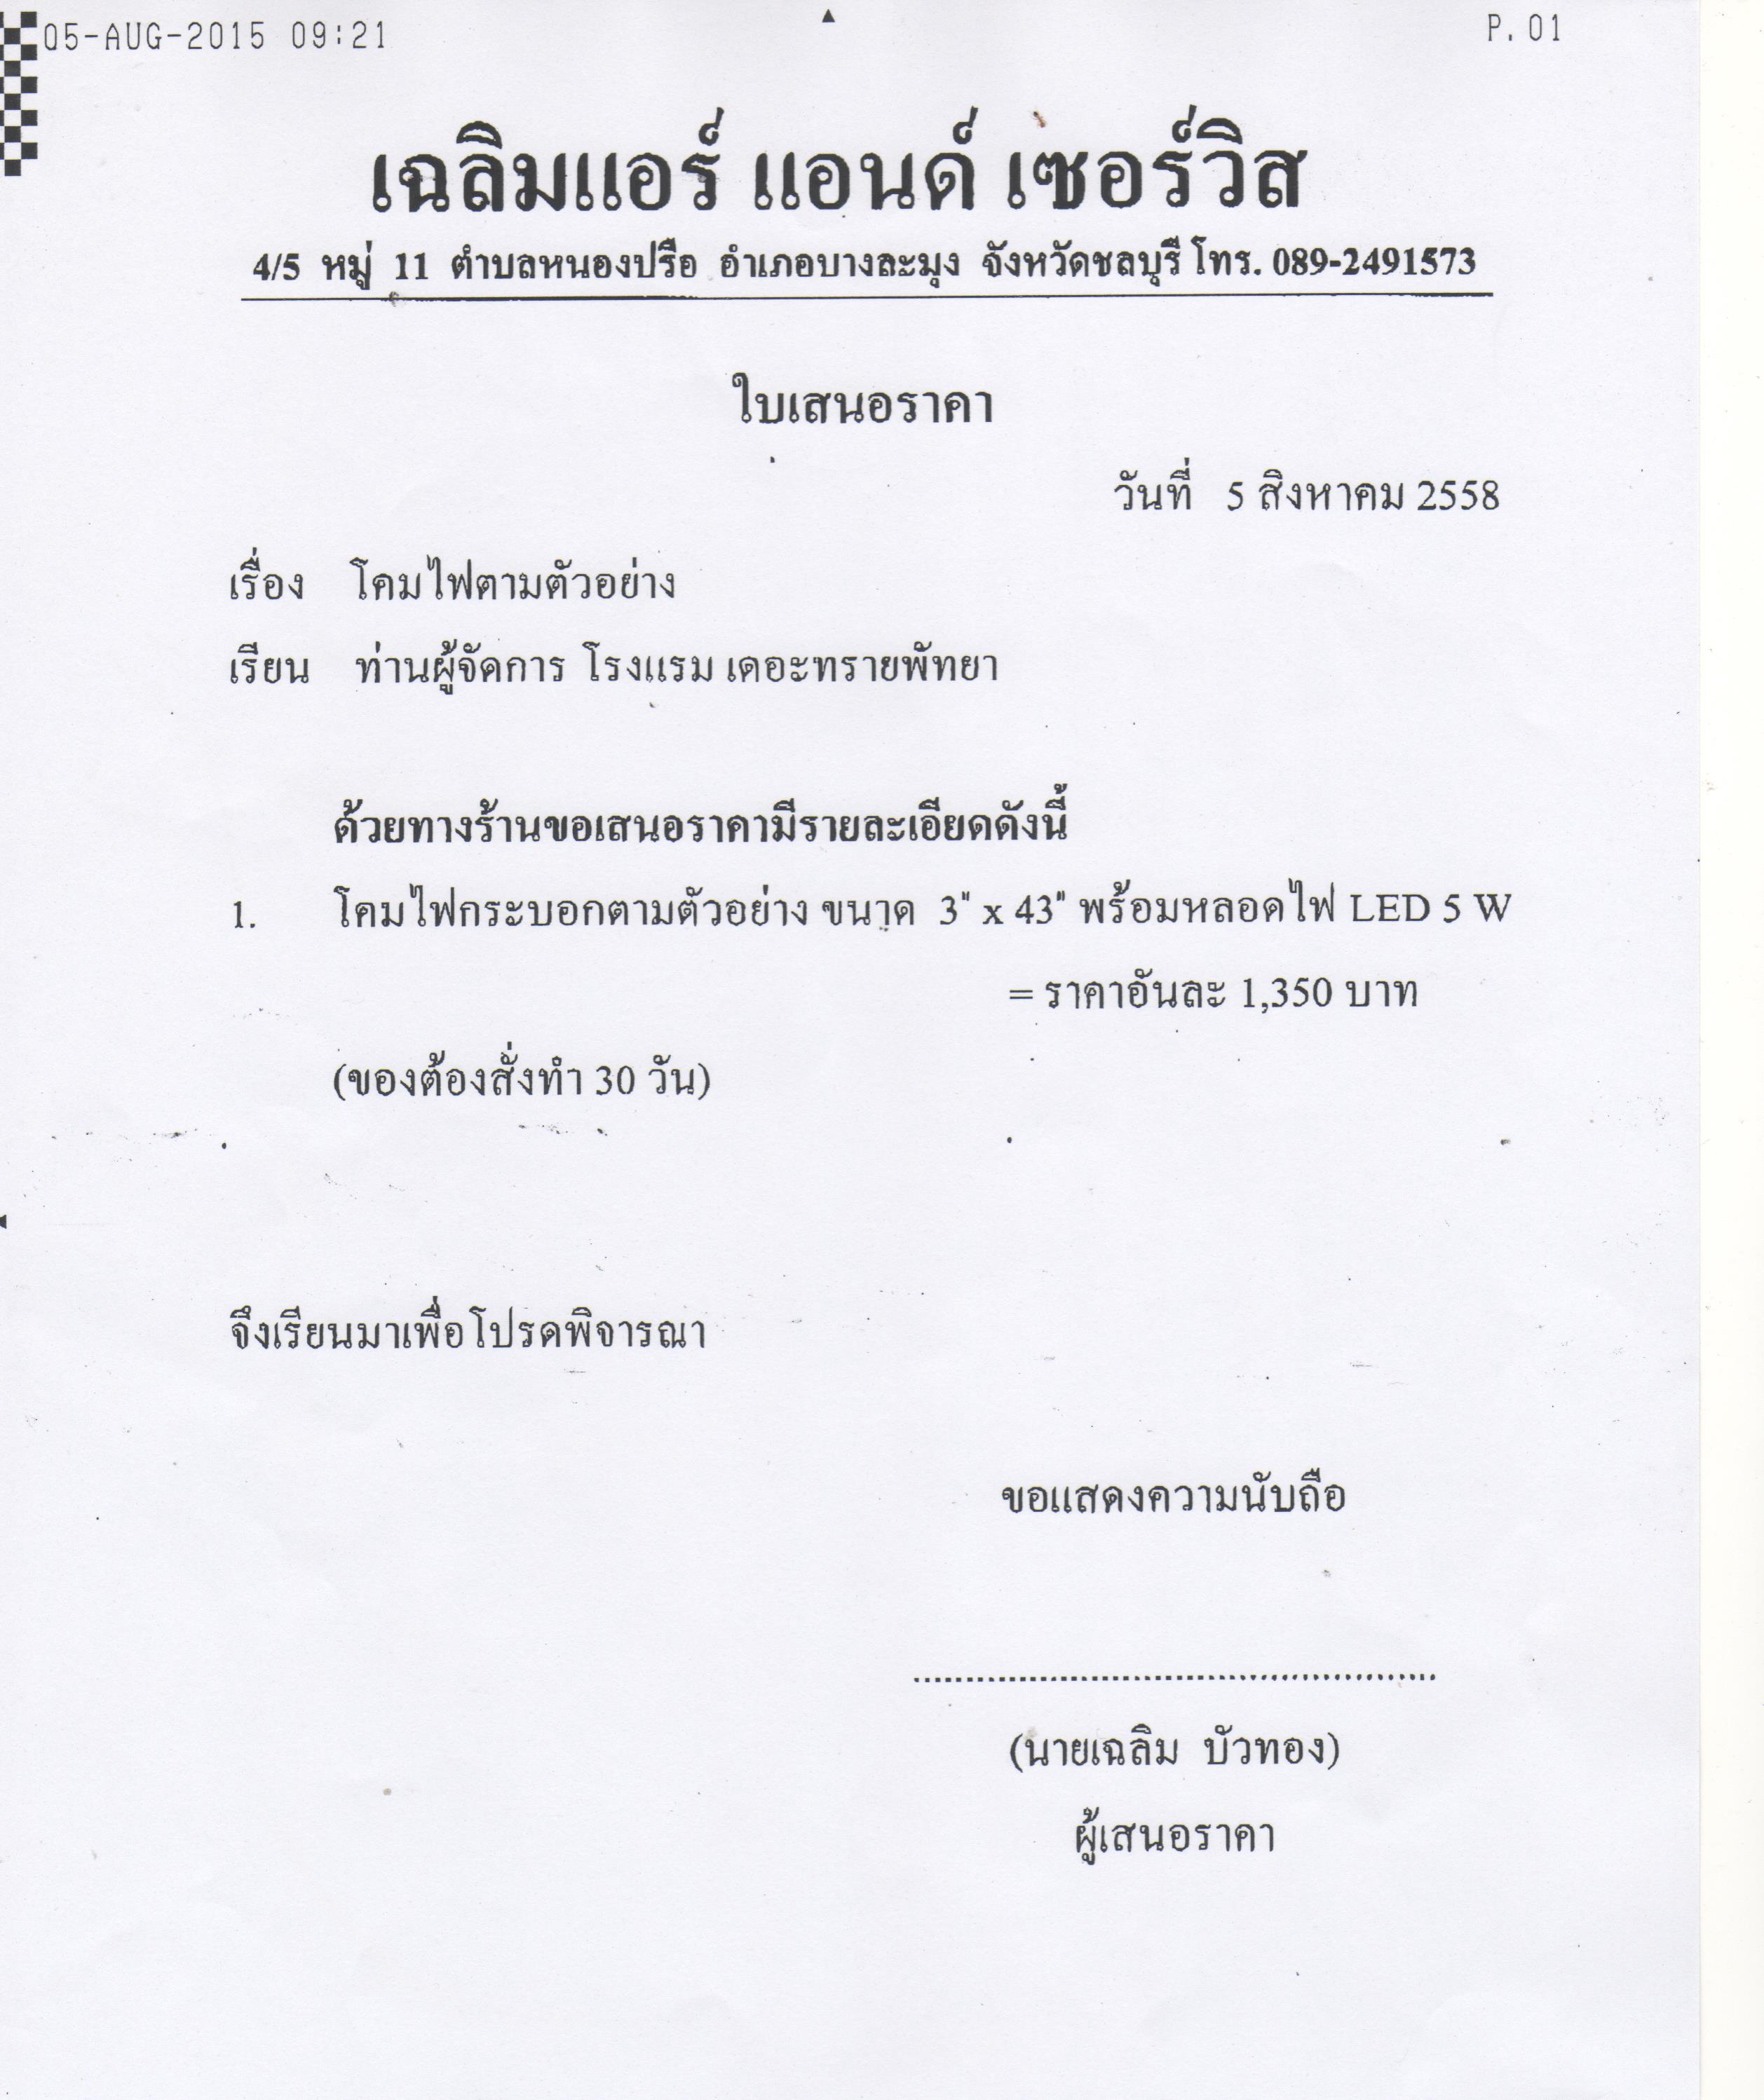 05-AUG-2015 09:21
P.01
เฉลิมแอร์ แอนด์ เซอร์วิส
4/5 หมู่ 11 ตำบลหนองปรือ อำเภอบางละมุง จังหวัดชลบุรี โทร. 089-2491573
ใบเสนอราคา
วันที่ 5 สิงหาคม 2558
เรื่อง โคมไฟตามตัวอย่าง
เรียน ท่านผู้จัดการ โรงแรม เดอะทรายพัทยา
ด้วยทางร้านขอเสนอราคามีรายละเอียดดังนี้
1. โคมไฟกระบอกตามตัวอย่าง ขนาด 3" x 43" พร้อมหลอดไฟ LED 5 W
= ราคาอันละ 1,350 บาท
(ของต้องสั่งทำ 30 วัน)
จึงเรียนมาเพื่อโปรดพิจารณา
ขอแสดงความนับถือ
(นายเฉลิม บัวทอง)
ผู้เสนอราคา